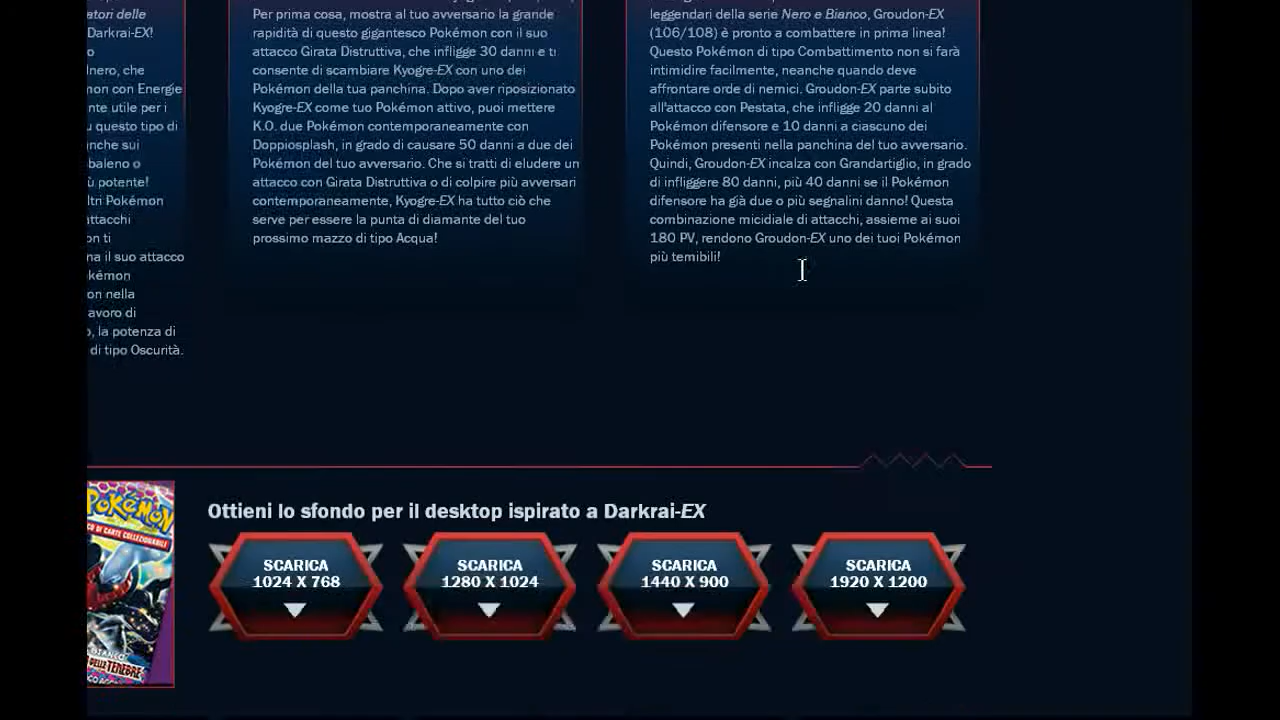 atori delle
Darkrai-EX!
o
lnero, che
mon con Energie
nte utile per i
u questo tipo di
nche sui
baleno o
ù potente!
ltri Pokémon
attacchi
on ti
na il suo attacco
kémon
on nella
avoro di
o, la potenza di
di tipo Oscurità.
Per prima cosa, mostra al tuo avversario la grande
rapidità di questo gigantesco Pokémon con il suo
attacco Girata Distruttiva, che infligge 30 danni e ti
consente di scambiare Kyogre-EX con uno dei
Pokémon della tua panchina. Dopo aver riposizionato
Kyogre-EX come tuo Pokémon attivo, puoi mettere
K.O. due Pokémon contemporaneamente con
Doppiosplash, in grado di causare 50 danni a due dei
Pokémon del tuo avversario. Che si tratti di eludere un
attacco con Girata Distruttiva o di colpire più avversari
contemporaneamente, Kyogre-EX ha tutto ciò che
serve per essere la punta di diamante del tuo
prossimo mazzo di tipo Acqua!
leggendari della serie Nero e Bianco, Groudon-EX
(106/108) è pronto a combattere in prima linea!
Questo Pokémon di tipo Combattimento non si farà
intimidire facilmente, neanche quando deve
affrontare orde di nemici. Groudon-EX parte subito
all'attacco con Pestata, che infligge 20 danni al
Pokémon difensore e 10 danni a ciascuno dei
Pokémon presenti nella panchina del tuo avversario.
Quindi, Groudon-EX incalza con Grandartiglio, in grado
di infliggere 80 danni, più 40 danni se il Pokémon
difensore ha già due o più segnalini danno! Questa
combinazione micidiale di attacchi, assieme ai suoi
180 PV, rendono Groudon-EX uno dei tuoi Pokémon
più temibili!
Pokémon
CO DI CARTE COLLEZIONABILI
BIANCO
DELLE TENEBRE
Ottieni lo sfondo per il desktop ispirato a Darkrai-EX
SCARICA
1024 X 768
SCARICA
1280 X 1024
SCARICA
1440 X 900
SCARICA
1920 X 1200